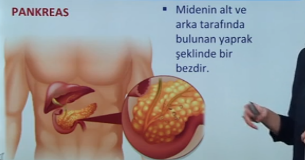 PANKREAS
▪ Midenin alt ve
arka tarafında
bulunan yaprak
şeklinde bir
bezdir.